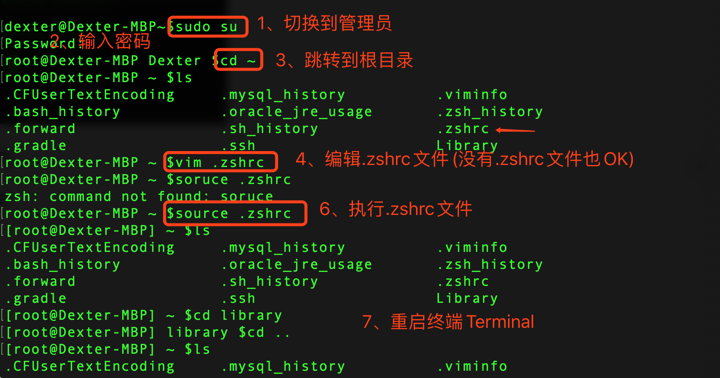 dexter@Dexter-MBP~$sudo su 1、切换到管理员
Password: 2、输入密码
[root@Dexter-MBP Dexter $cd ~ 3、跳转到根目录
[root@Dexter-MBP ~ $ls
.CFUserTextEncoding .mysql_history .viminfo
.bash_history .oracle_jre_usage .zsh_history
.forward .sh_history .zshrc
.gradle .ssh Library
[root@Dexter-MBP ~ $vim .zshrc 4、编辑.zshrc文件(没有.zshrc文件也OK)
[root@Dexter-MBP ~ $soruce .zshrc
zsh: command not found: soruce
[root@Dexter-MBP ~ $source .zshrc 6、执行.zshrc文件
[[root@Dexter-MBP] ~ $ls
.CFUserTextEncoding .mysql_history .viminfo
.bash_history .oracle_jre_usage .zsh_history
.forward .sh_history .zshrc
.gradle .ssh Library
[[root@Dexter-MBP] ~ $cd library 7、重启终端 Terminal
[[root@Dexter-MBP] library $cd ..
[[root@Dexter-MBP] ~ $ls
.CFUserTextEncoding .mysql_history .viminfo